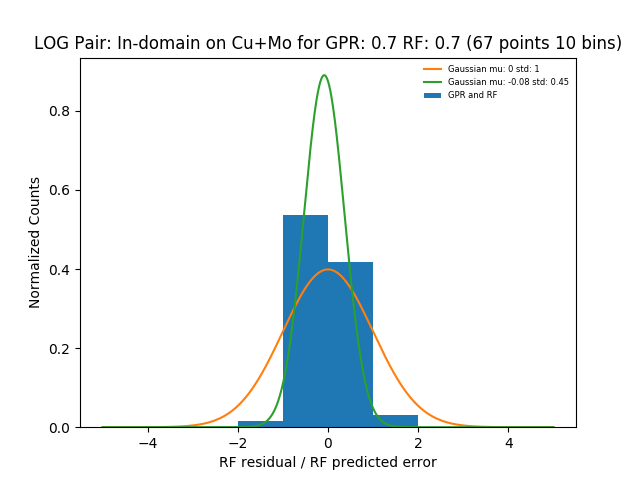 LOG Pair: In-domain on Cu+Mo for GPR: 0.7 RF: 0.7 (67 points 10 bins)
Gaussian mu: 0 std: 1
Gaussian mu: -0.08 std: 0.45
GPR and RF
Normalized Counts
0.8
0.6
0.4
0.2
0.0
−4
−2
0
2
4
RF residual / RF predicted error